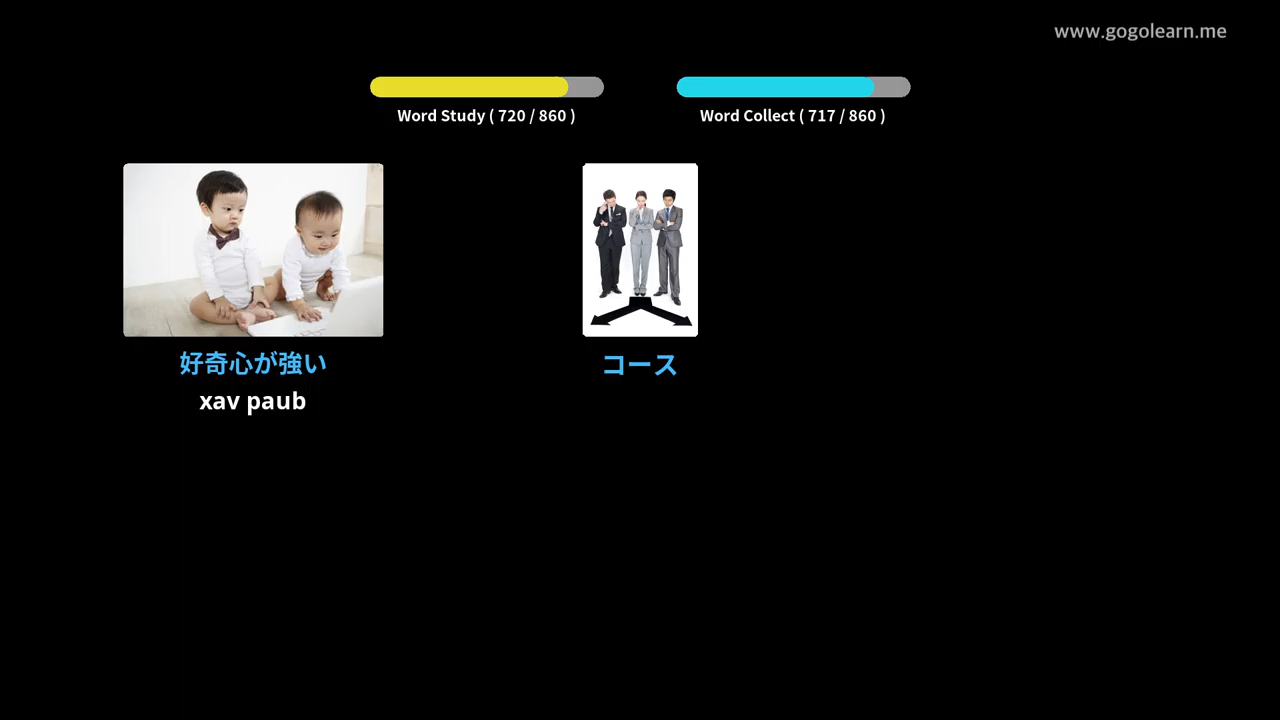 www.gogolearn.me
Word Study ( 720 / 860 )
Word Collect ( 717 / 860 )
好奇心が強い
xav paub
コース